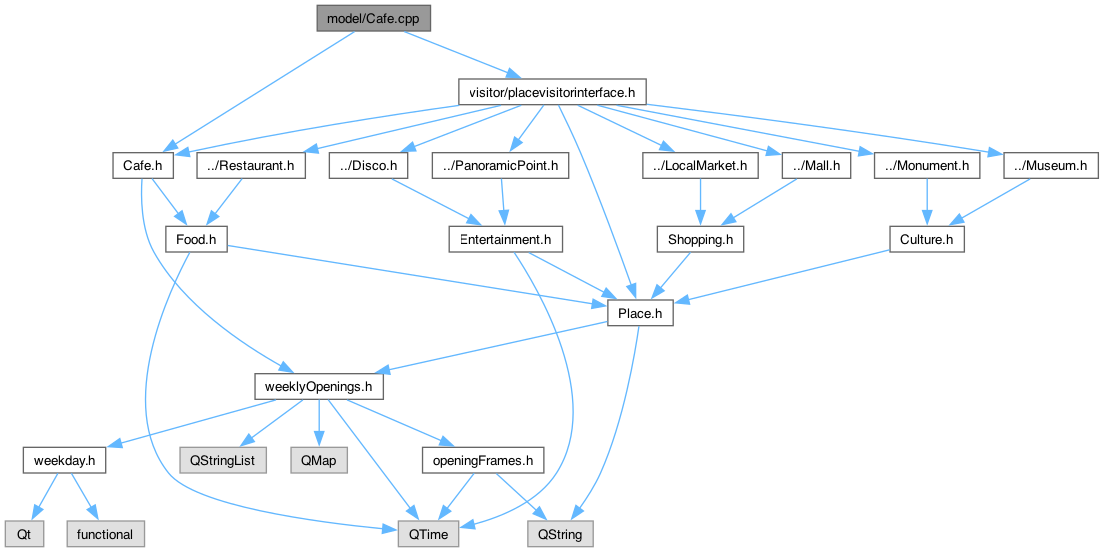 model/Cafe.cpp
visitor/placevisitorinterface.h
Cafe.h
../Restaurant.h
../Disco.h
../PanoramicPoint.h
../LocalMarket.h
../Mall.h
../Monument.h
../Museum.h
Food.h
Entertainment.h
Shopping.h
Culture.h
Place.h
weeklyOpenings.h
weekday.h
QStringList
QMap
openingFrames.h
Qt
functional
QTime
QString